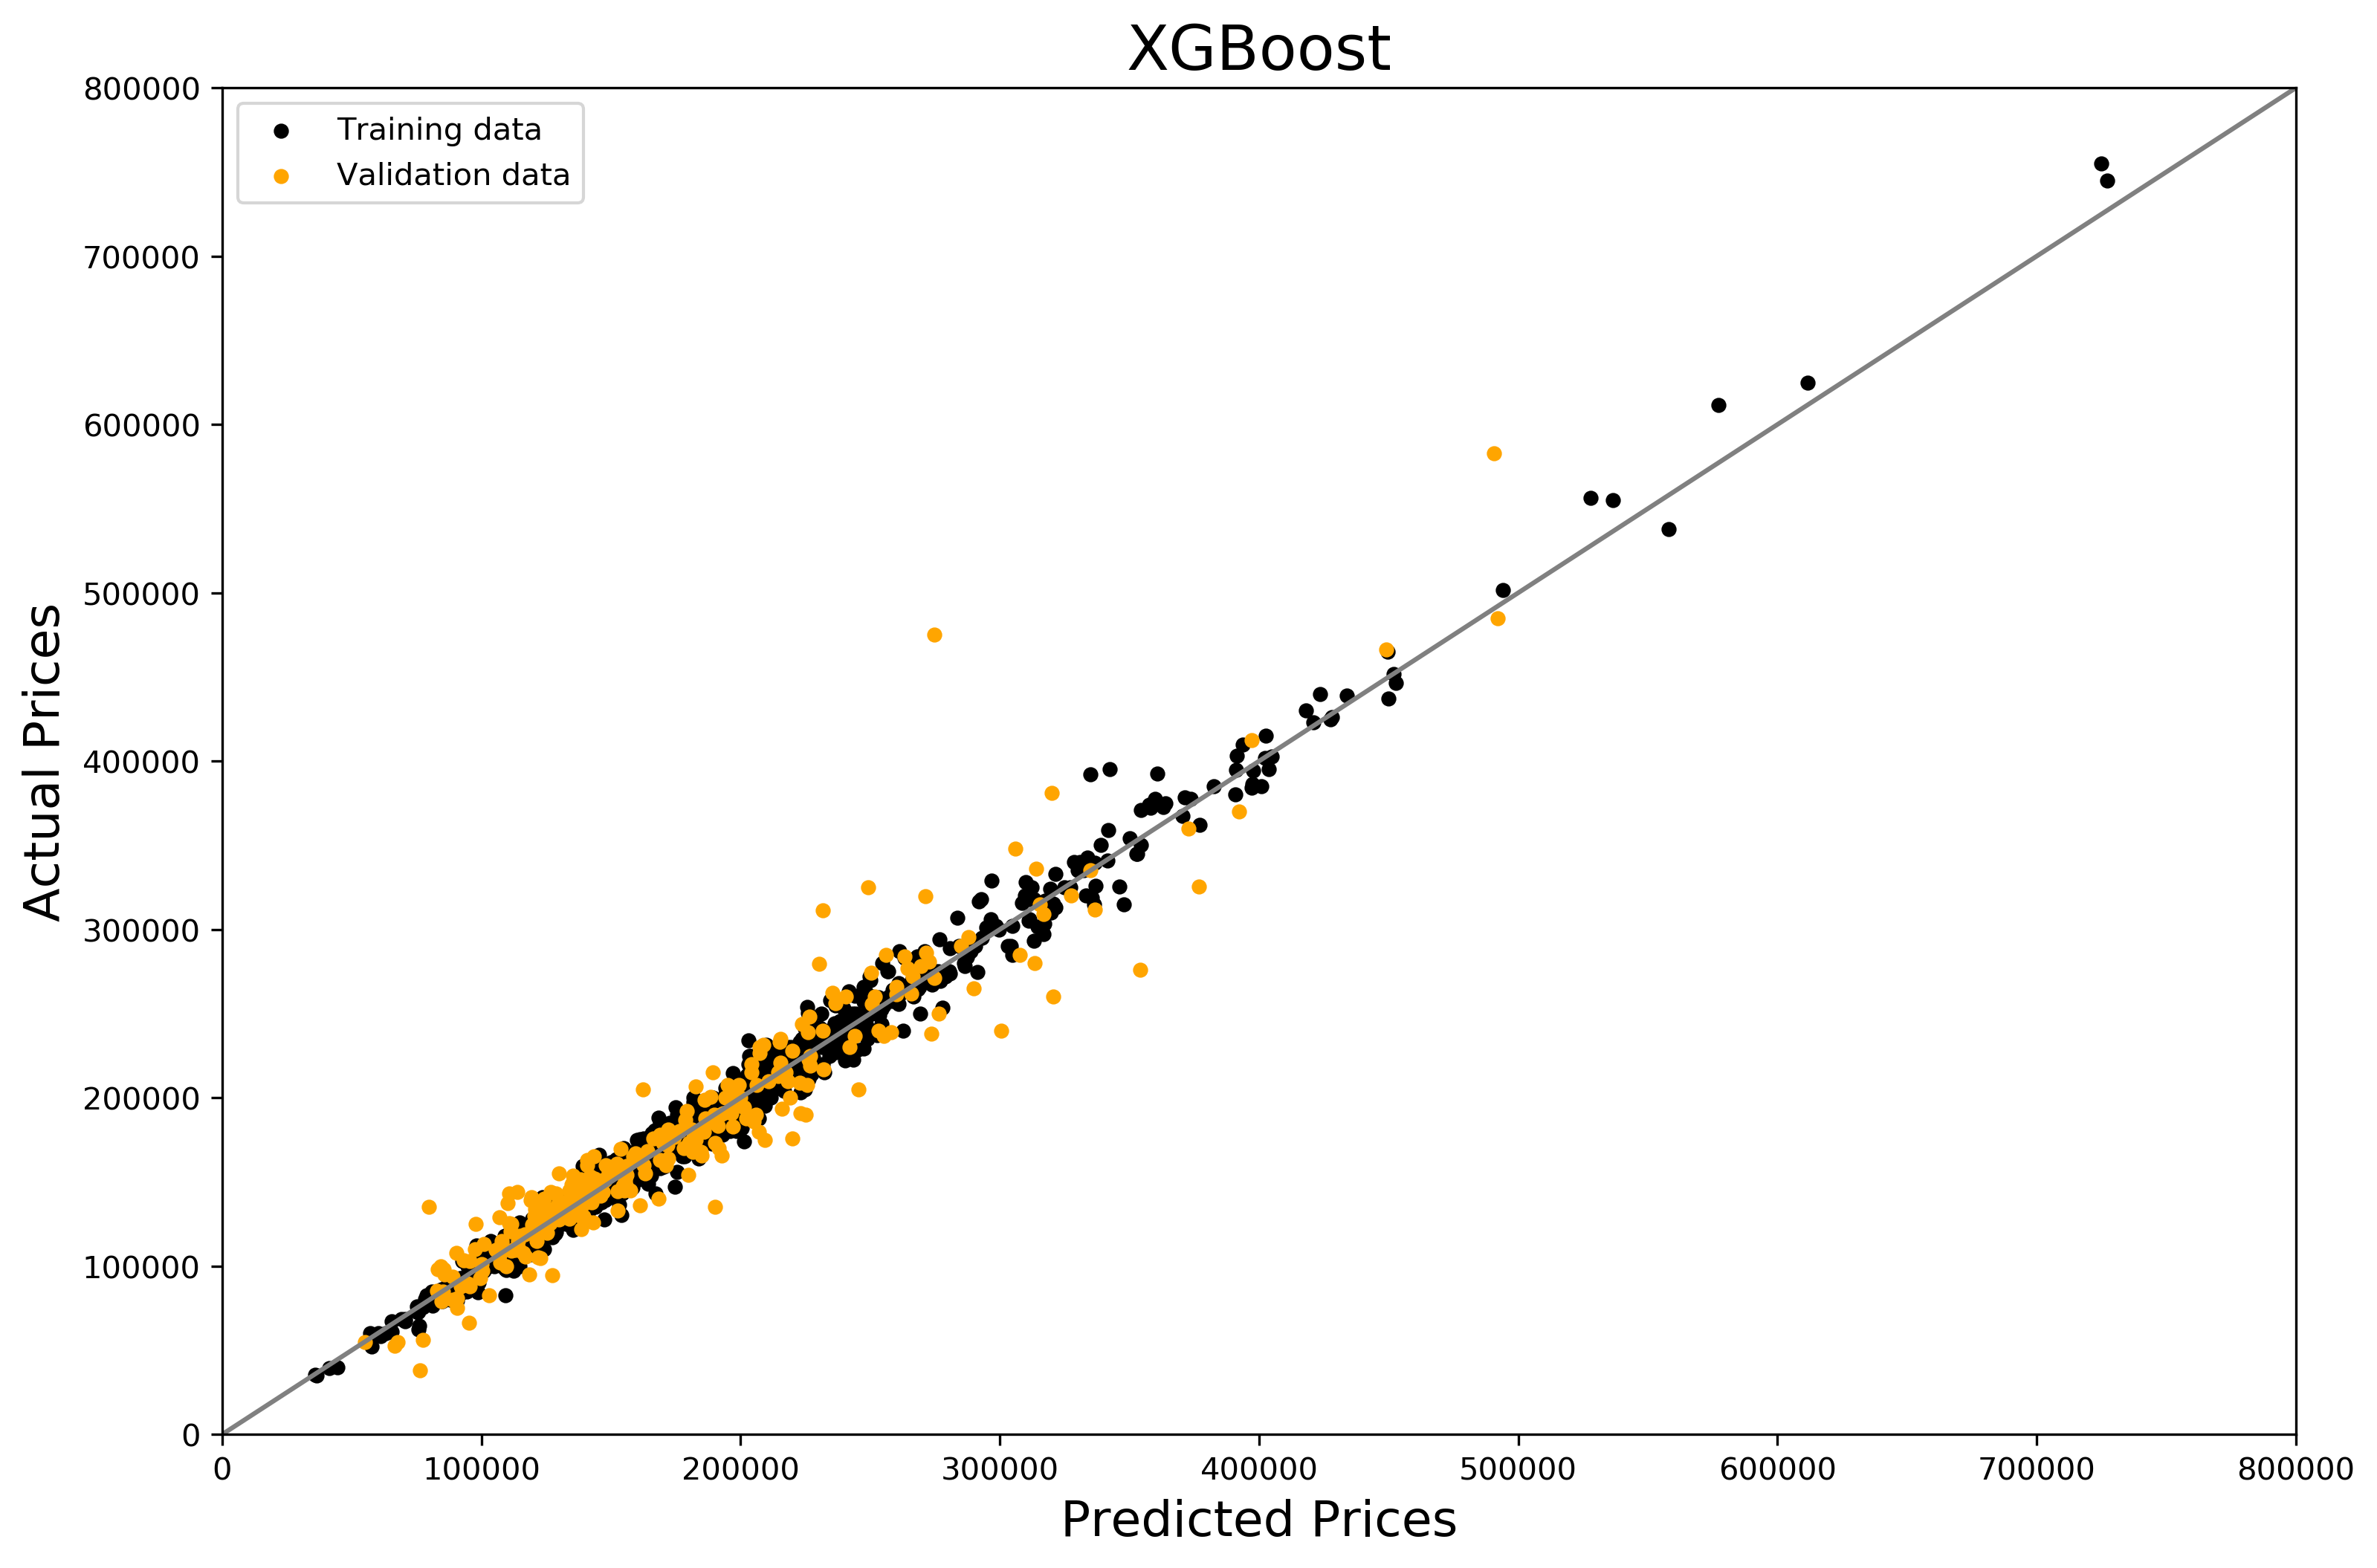 XGBoost
Training data
Validation data
Actual Prices
800000
700000
600000
500000
400000
300000
200000
100000
0
0 100000 200000 300000 400000 500000 600000 700000 800000
Predicted Prices